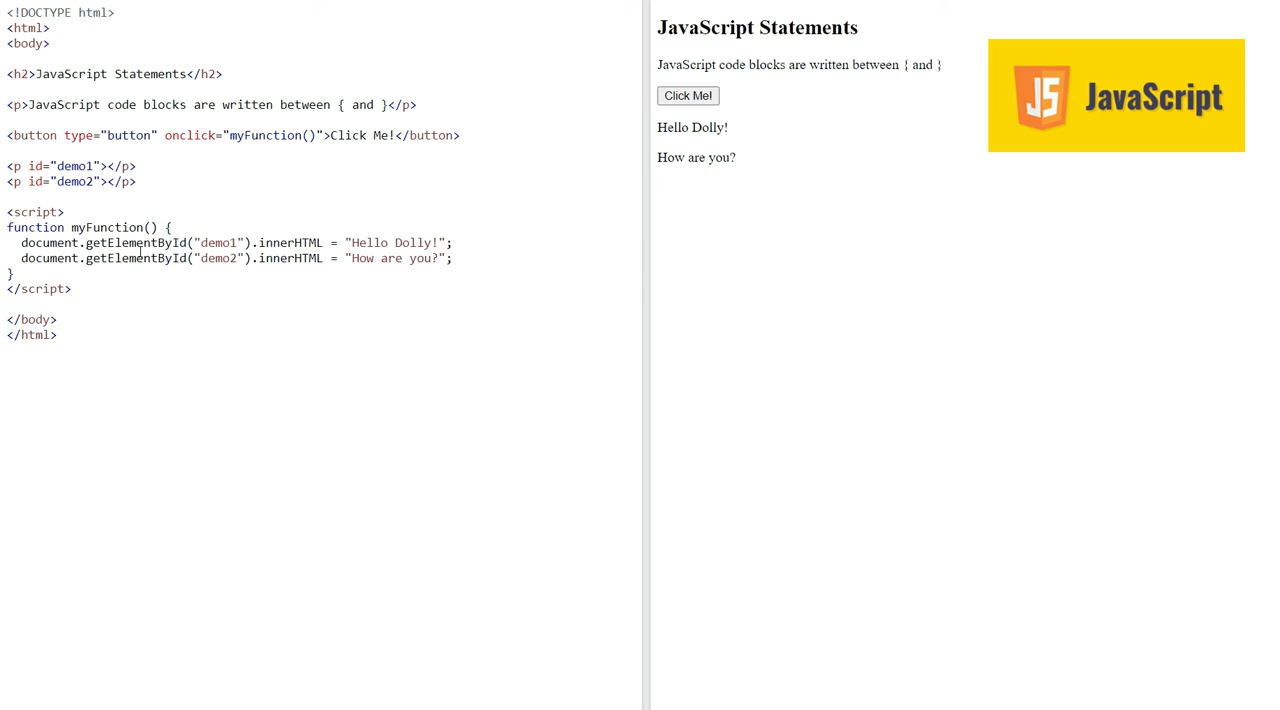 <!DOCTYPE html>
<html>
<body>
<h2>JavaScript Statements</h2>
<p>JavaScript code blocks are written between { and }</p>
<button type="button" onclick="myFunction()">Click Me!</button>
<p id="demo1"></p>
<p id="demo2"></p>
<script>
function myFunction() {
  document.getElementById("demo1").innerHTML = "Hello Dolly!";
  document.getElementById("demo2").innerHTML = "How are you?";
}
</script>
</body>
</html>
JavaScript Statements
JavaScript code blocks are written between { and }
Click Me!
Hello Dolly!
How are you?
JS JavaScript